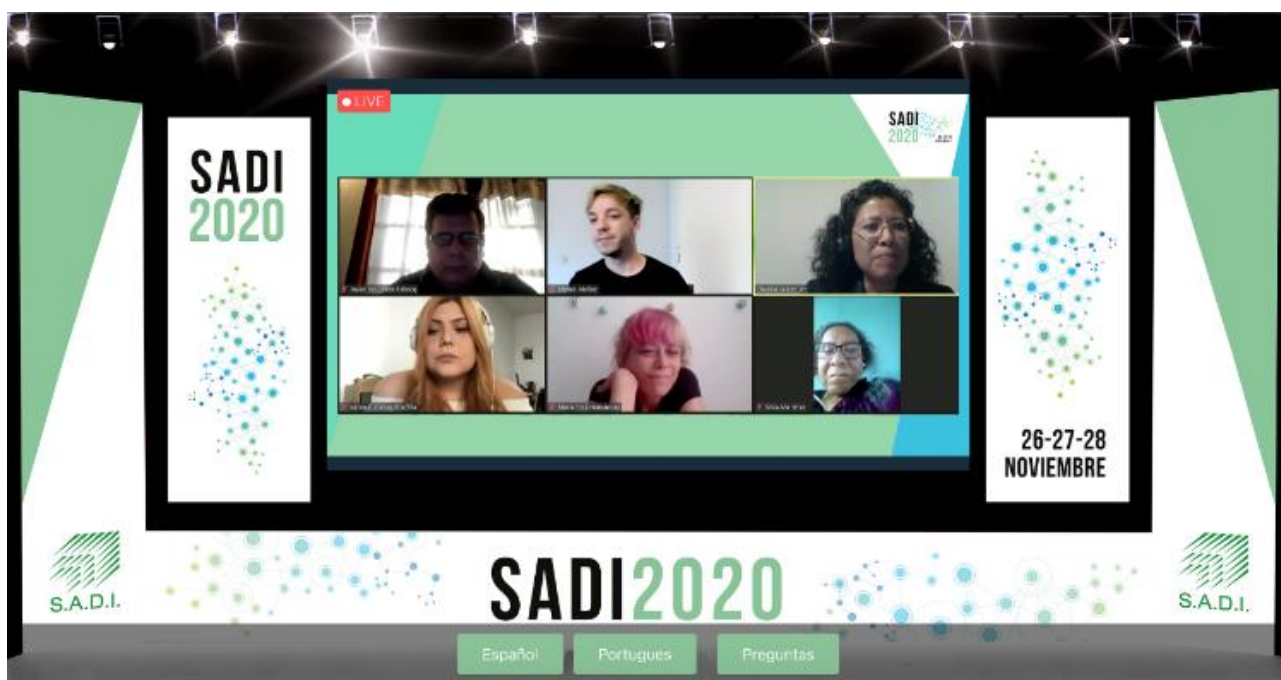 LIVE
SADI
2020
SADI
2020
26-27-28
NOVIEMBRE
S.A.D.I.
SADI2020
S.A.D.I.
Español
Portugues
Preguntas